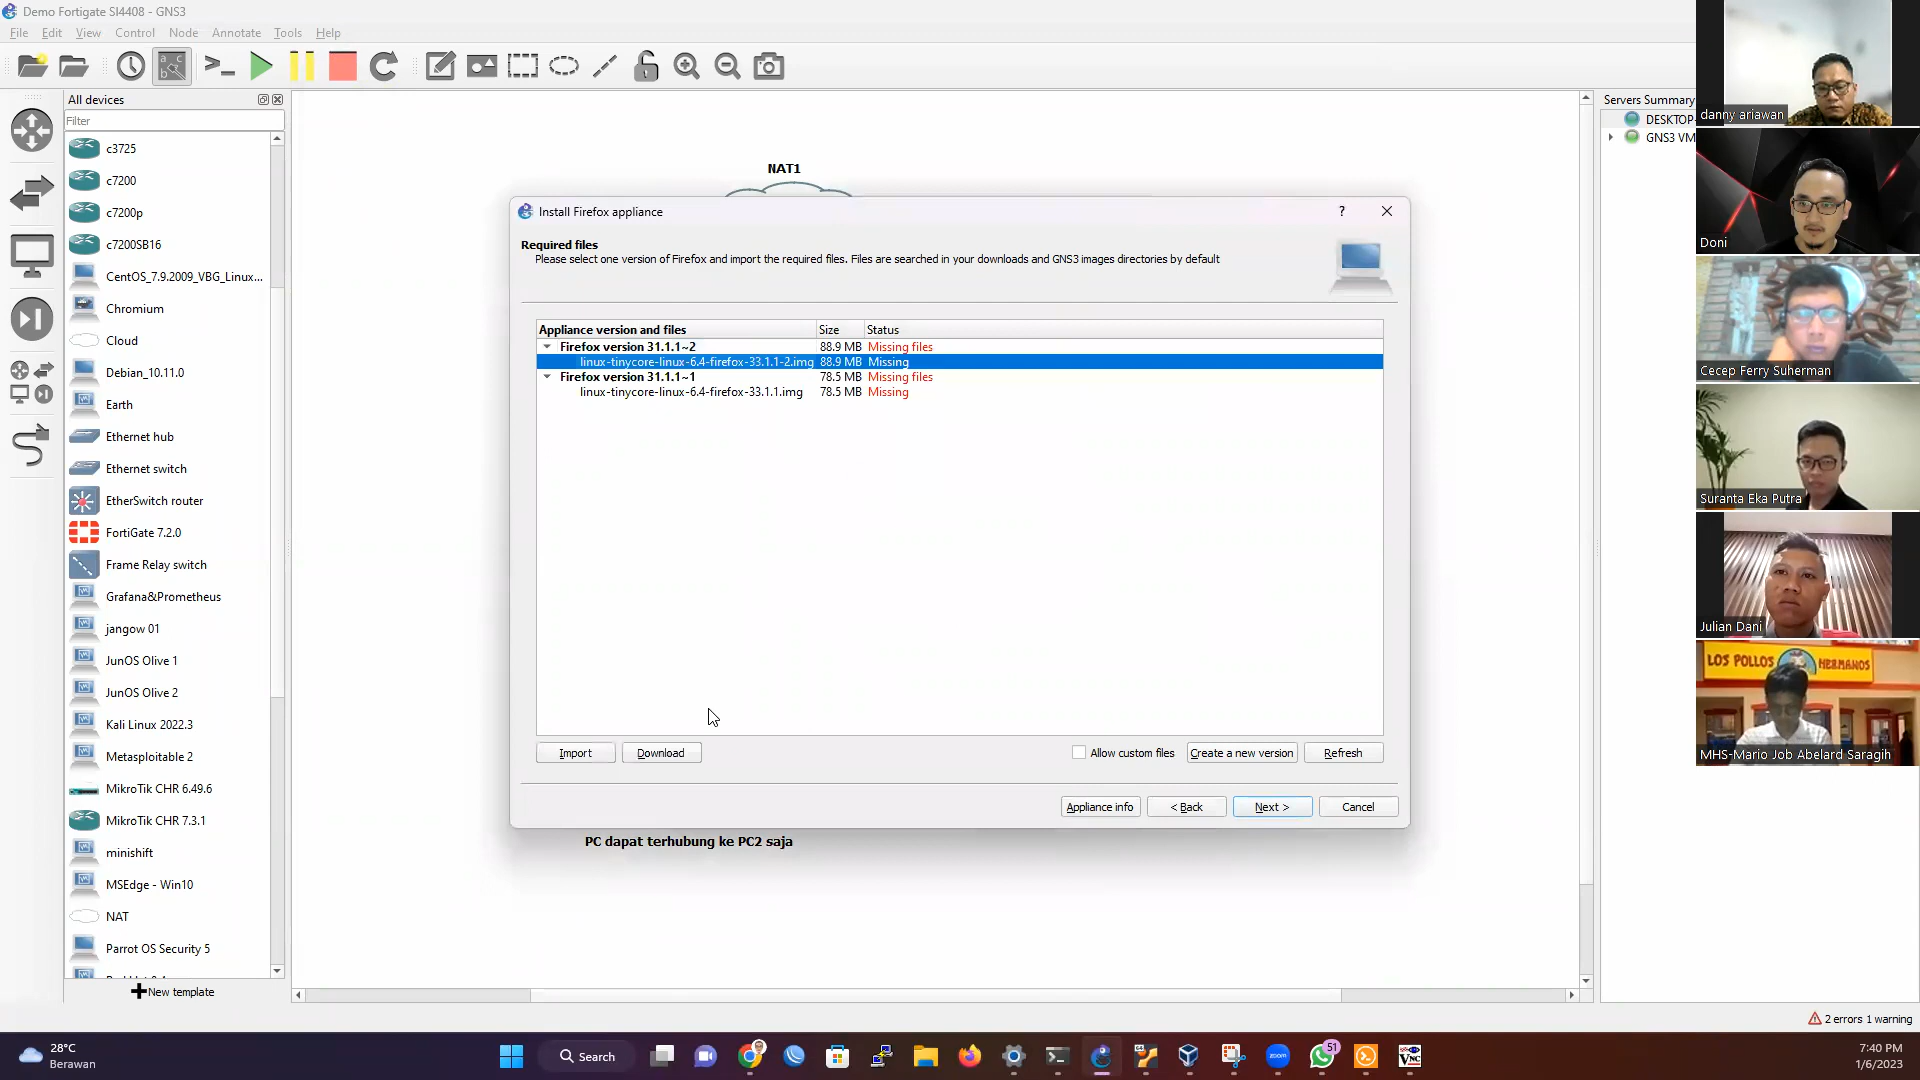 Demo Fortigate SI4408 - GNS3
File Edit View Control Node Annotate Tools Help
All devices
Filter
c3725
c7200
c7200p
c7200SB16
CentOS_7.9.2009_VBG_Linux...
Chromium
Cloud
Debian_10.11.0
Earth
Ethernet hub
Ethernet switch
EtherSwitch router
FortiGate 7.2.0
Frame Relay switch
Grafana&Prometheus
jangow 01
JunOS Olive 1
JunOS Olive 2
Kali Linux 2022.3
Metasploitable 2
MikroTik CHR 6.49.6
MikroTik CHR 7.3.1
minishift
MSEdge - Win10
NAT
Parrot OS Security 5
New template
NAT1
Install Firefox appliance
?
Required files
Please select one version of Firefox and import the required files. Files are searched in your downloads and GNS3 images directories by default
Appliance version and files Size Status
Firefox version 31.1.1~2 88.9 MB Missing files
linux-tinycore-linux-6.4-firefox-33.1.1-2.img 88.9 MB Missing
Firefox version 31.1.1~1 78.5 MB Missing files
linux-tinycore-linux-6.4-firefox-33.1.1.img 78.5 MB Missing
Import Download Allow custom files Create a new version Refresh
Appliance info < Back Next > Cancel
PC dapat terhubung ke PC2 saja
Servers Summary
DESKTOP-
GNS3 VM
danny ariawan
Doni
Cecep Ferry Suherman
Suranta Eka Putra
Julian Dani
LOS POLLOS HERMANOS
MHS-Mario Job Abelard Saragih
2 errors 1 warning
28°C
Berawan
Search
zoom
51
VNC
7:40 PM
1/6/2023